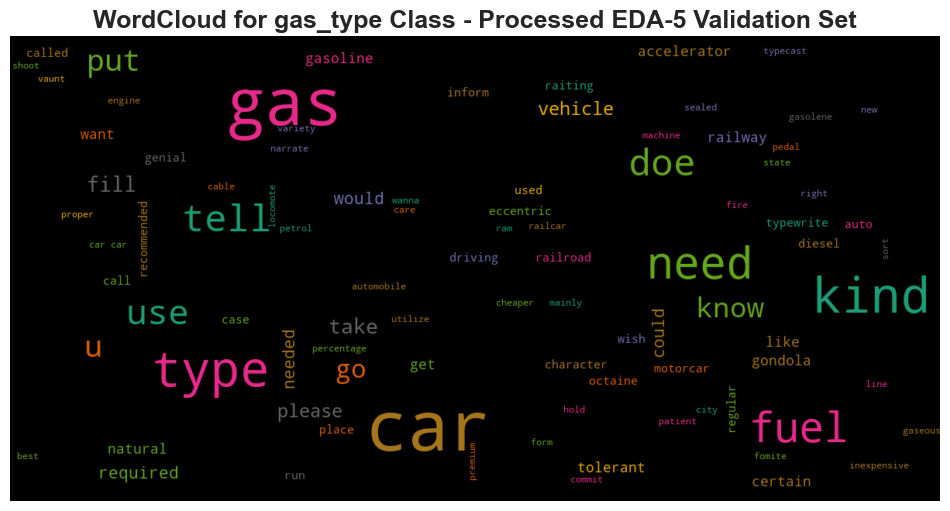 WordCloud for gas_type Class - Processed EDA-5 Validation Set
called
put
gasoline
accelerator
typecast
shoot
vaunt
engine
gas
inform
raiting
vehicle
sealed
new
gasolene
want
variety
machine
railway
pedal
genial
narrate
doe
state
fill
cable
would
wanna
used
right
proper
recommended
tell
locomote
petrol
care
eccentric
ram
railcar
fire
typewrite
auto
car car
driving
railroad
need
diesel
sort
call
automobile
cheaper
mainly
know
kind
use
case
take
utilize
wish
could
like
u
type
needed
percentage
go
get
character
octaine
motorcar
gondola
please
place
car
hold
city
patient
regular
line
fuel
gaseous
best
natural
required
run
premium
form
tolerant
commit
fomite
certain
inexpensive